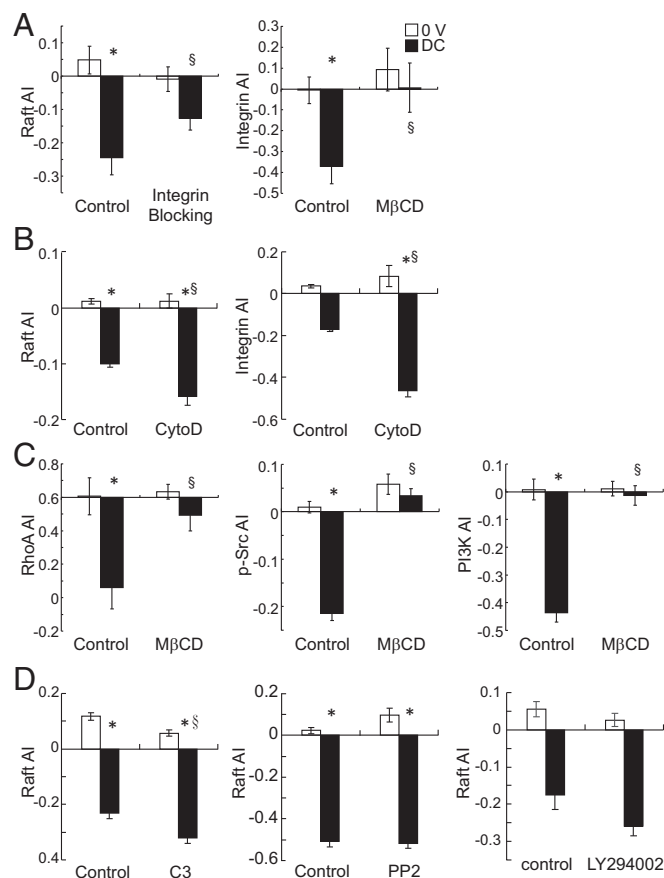 A
0.1
0
-0.1
-0.2
-0.3
Raft AI
*
§
Control
Integrin
Blocking
0.4
0.3
0.2
0.1
0
-0.1
-0.2
-0.3
-0.4
-0.5
Integrin AI
*
§
0 V
DC
Control
MβCD
B
0.1
0
-0.1
-0.2
Raft AI
*
*§
Control
CytoD
0.2
0
-0.2
-0.4
-0.6
Integrin AI
*§
Control
CytoD
C
0.8
0.6
0.4
0.2
0
-0.2
RhoA AI
*
§
Control
MβCD
0.1
0
-0.1
-0.2
p-Src AI
*
§
Control
MβCD
0.1
0
-0.1
-0.2
-0.3
-0.4
-0.5
PI3K AI
*
§
Control
MβCD
D
0.2
0
0.2
0.4
Raft AI
*
*§
Control
C3
0.2
0
-0.2
-0.4
-0.6
Raft AI
*
*
Control
PP2
0.1
0
-0.1
-0.2
-0.3
Raft AI
control
LY294002